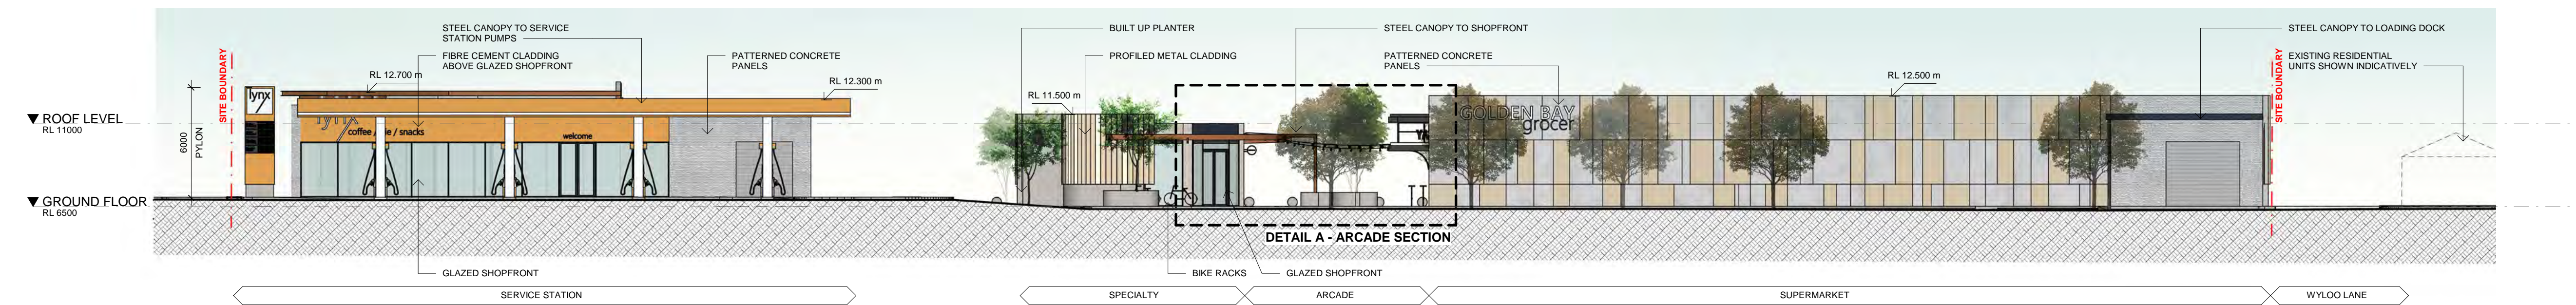 STEEL CANOPY TO SERVICE
STATION PUMPS
FIBRE CEMENT CLADDING
ABOVE GLAZED SHOPFRONT
PATTERNED CONCRETE
PANELS
BUILT UP PLANTER
PROFILED METAL CLADDING
STEEL CANOPY TO SHOPFRONT
PATTERNED CONCRETE
PANELS
STEEL CANOPY TO LOADING DOCK
EXISTING RESIDENTIAL
UNITS SHOWN INDICATIVELY
SITE BOUNDARY
SITE BOUNDARY
RL 12.700 m
RL 12.300 m
RL 11.500 m
RL 12.500 m
ROOF LEVEL
RL 11000
6000
PYLON
lynx
lynx
coffee / snacks
welcome
GOLDEN BAY
grocer
GROUND FLOOR
RL 6500
DETAIL A - ARCADE SECTION
GLAZED SHOPFRONT
BIKE RACKS
GLAZED SHOPFRONT
SERVICE STATION
SPECIALTY
ARCADE
SUPERMARKET
WYLOO LANE